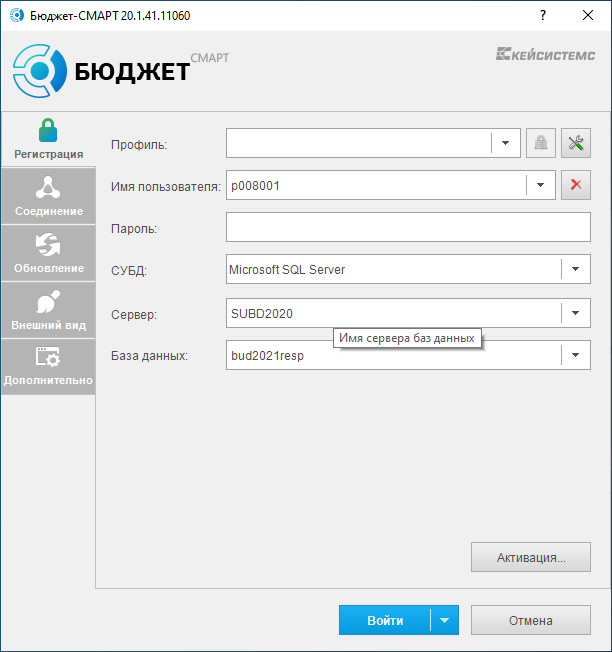 Бюджет-СМАРТ 20.1.41.11060
?
БЮДЖЕТ СМАРТ
КЕЙСИСТЕМС
Регистрация
Соединение
Обновление
Внешний вид
Дополнительно
Профиль:
Имя пользователя: p008001
Пароль:
СУБД: Microsoft SQL Server
Сервер: SUBD2020
Имя сервера баз данных
База данных: bud2021resp
Активация...
Войти
Отмена